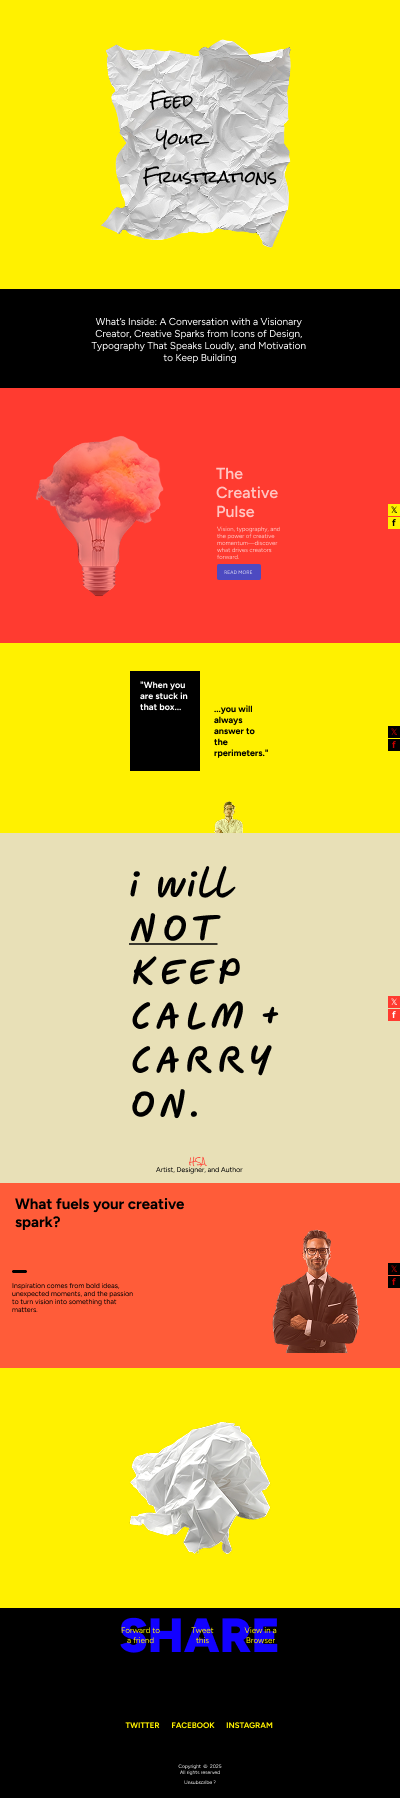 Feed
Your
Frustrations
What's Inside: A Conversation with a Visionary
Creator, Creative Sparks from Icons of Design,
Typography That Speaks Loudly, and Motivation
to Keep Building
The
Creative
Pulse
Vision, typography, and
the power of creative
momentum—discover
what drives creators
forward.
READ MORE
𝕏
f
"When you
are stuck in
that box...
...you will
always
answer to
the
rperimeters."
𝕏
f
i will
NOT
KEEP
CALM +
CARRY
ON.
𝕏
f
HSA
Artist, Designer, and Author
What fuels your creative
spark?
Inspiration comes from bold ideas,
unexpected moments, and the passion
to turn vision into something that
matters.
𝕏
f
SHARE
Forward to
a friend
Tweet
this
View in a
Browser
TWITTER FACEBOOK INSTAGRAM
Copyright © 2025
All rights reserved
Unsubscribe ?